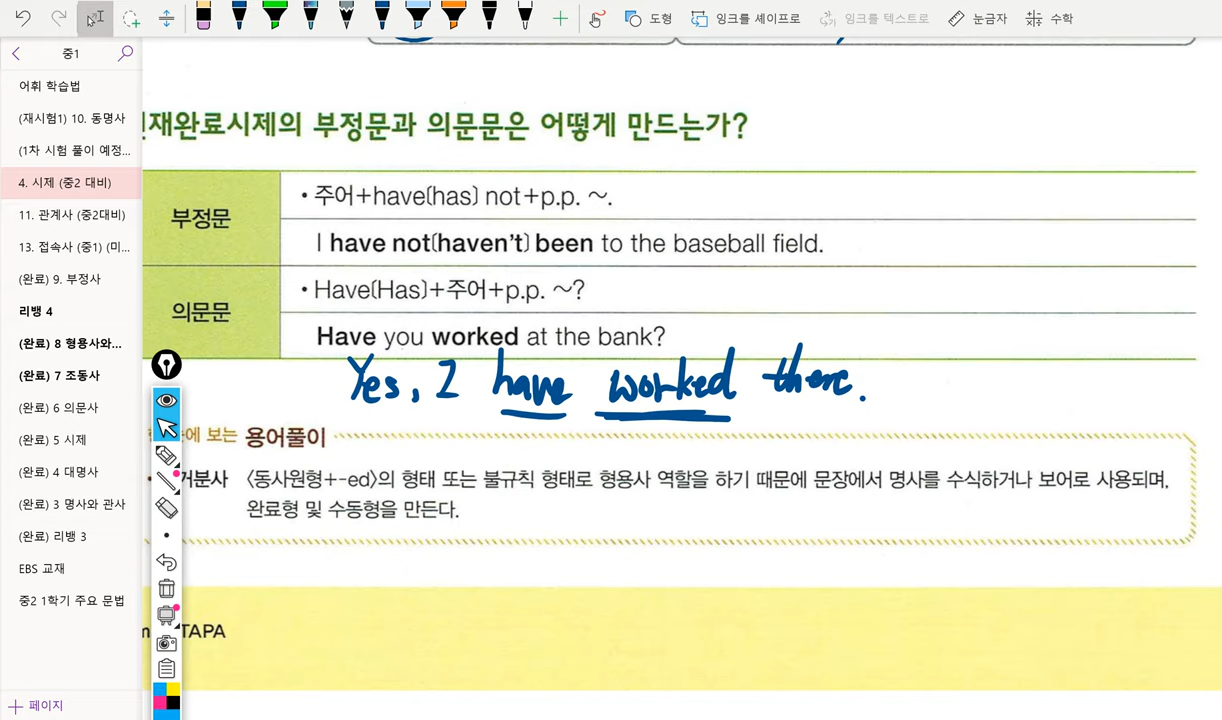 도형 잉크를 셰이프로 잉크를 텍스트로 눈금자 수학
중1
어휘 학습법
(재시험1) 10. 동명사
(1차 시험 풀이 예정...
4. 시제 (중2 대비)
11. 관계사 (중2대비)
13. 접속사 (중1) (미...
(완료) 9. 부정사
리뱅 4
(완료) 8 형용사와...
(완료) 7 조동사
(완료) 6 의문사
(완료) 5 시제
(완료) 4 대명사
(완료) 3 명사와 관사
(완료) 리뱅 3
EBS 교재
중2 1학기 주요 문법
페이지
재완료시제의 부정문과 의문문은 어떻게 만드는가?
부정문
• 주어+have(has) not+p.p. ~.
I have not(haven't) been to the baseball field.
의문문
• Have(Has)+주어+p.p. ~?
Have you worked at the bank?
Yes, I have worked there.
에 보는 용어풀이
거분사 〈동사원형+-ed〉의 형태 또는 불규칙 형태로 형용사 역할을 하기 때문에 문장에서 명사를 수식하거나 보어로 사용되며,
완료형 및 수동형을 만든다.
TAPA